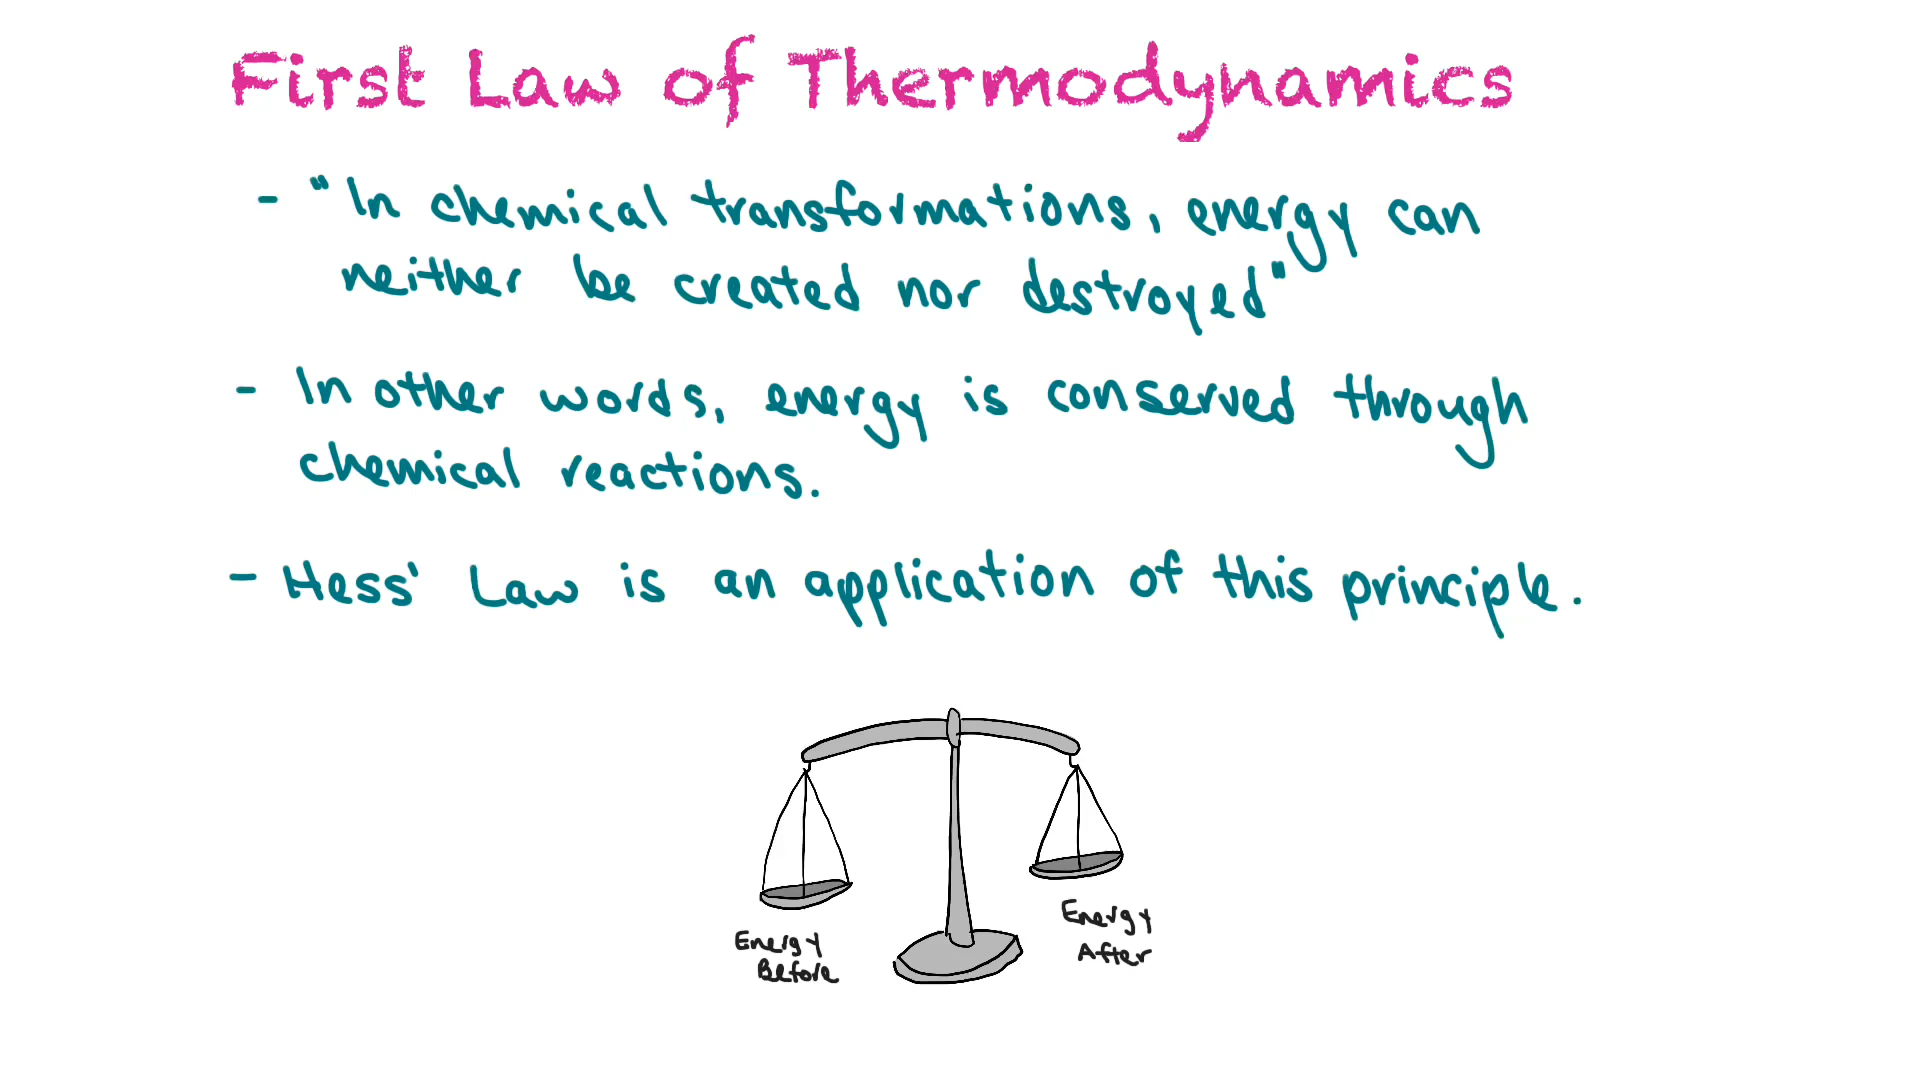 First Law of Thermodynamics
- "In chemical transformations, energy can
neither be created nor destroyed"
- In other words, energy is conserved through
chemical reactions.
- Hess' Law is an application of this principle.
Energy
Before
Energy
After